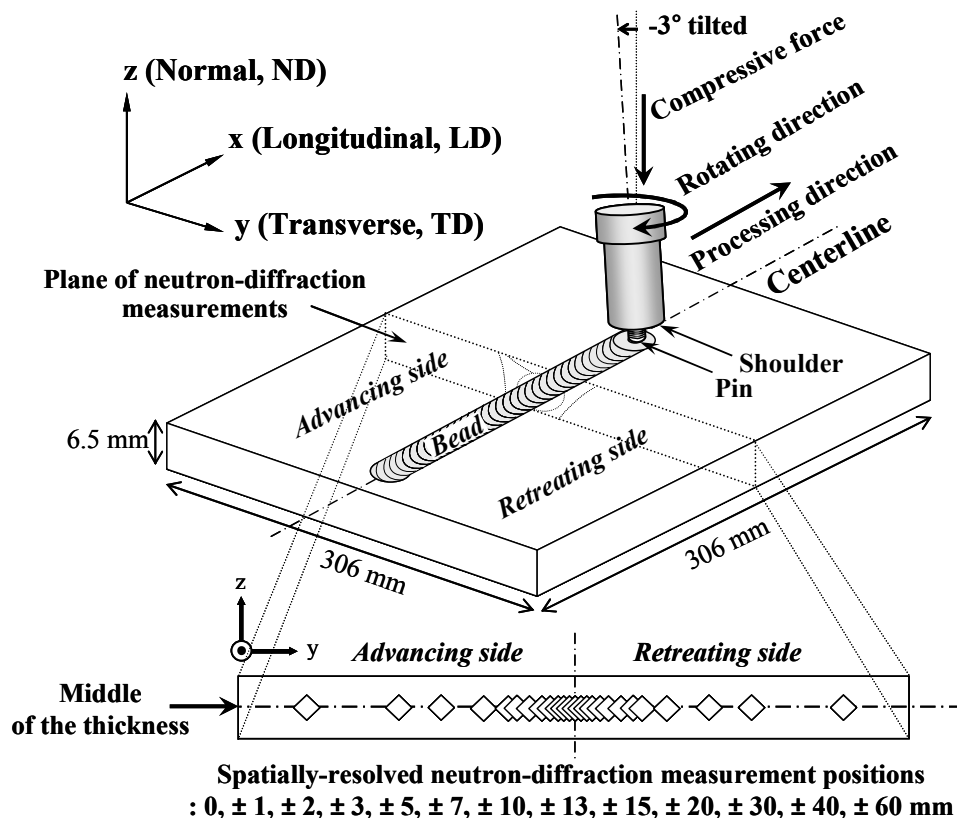 -3° tilted
z (Normal, ND)
Compressive force
x (Longitudinal, LD)
Rotating direction
y (Transverse, TD)
Processing direction
Centerline
Plane of neutron-diffraction
measurements
Shoulder
Pin
Advancing side
Bead
Retreating side
6.5 mm
306 mm
306 mm
z
y
Advancing side
Retreating side
Middle
of the thickness
Spatially-resolved neutron-diffraction measurement positions
: 0, ± 1, ± 2, ± 3, ± 5, ± 7, ± 10, ± 13, ± 15, ± 20, ± 30, ± 40, ± 60 mm